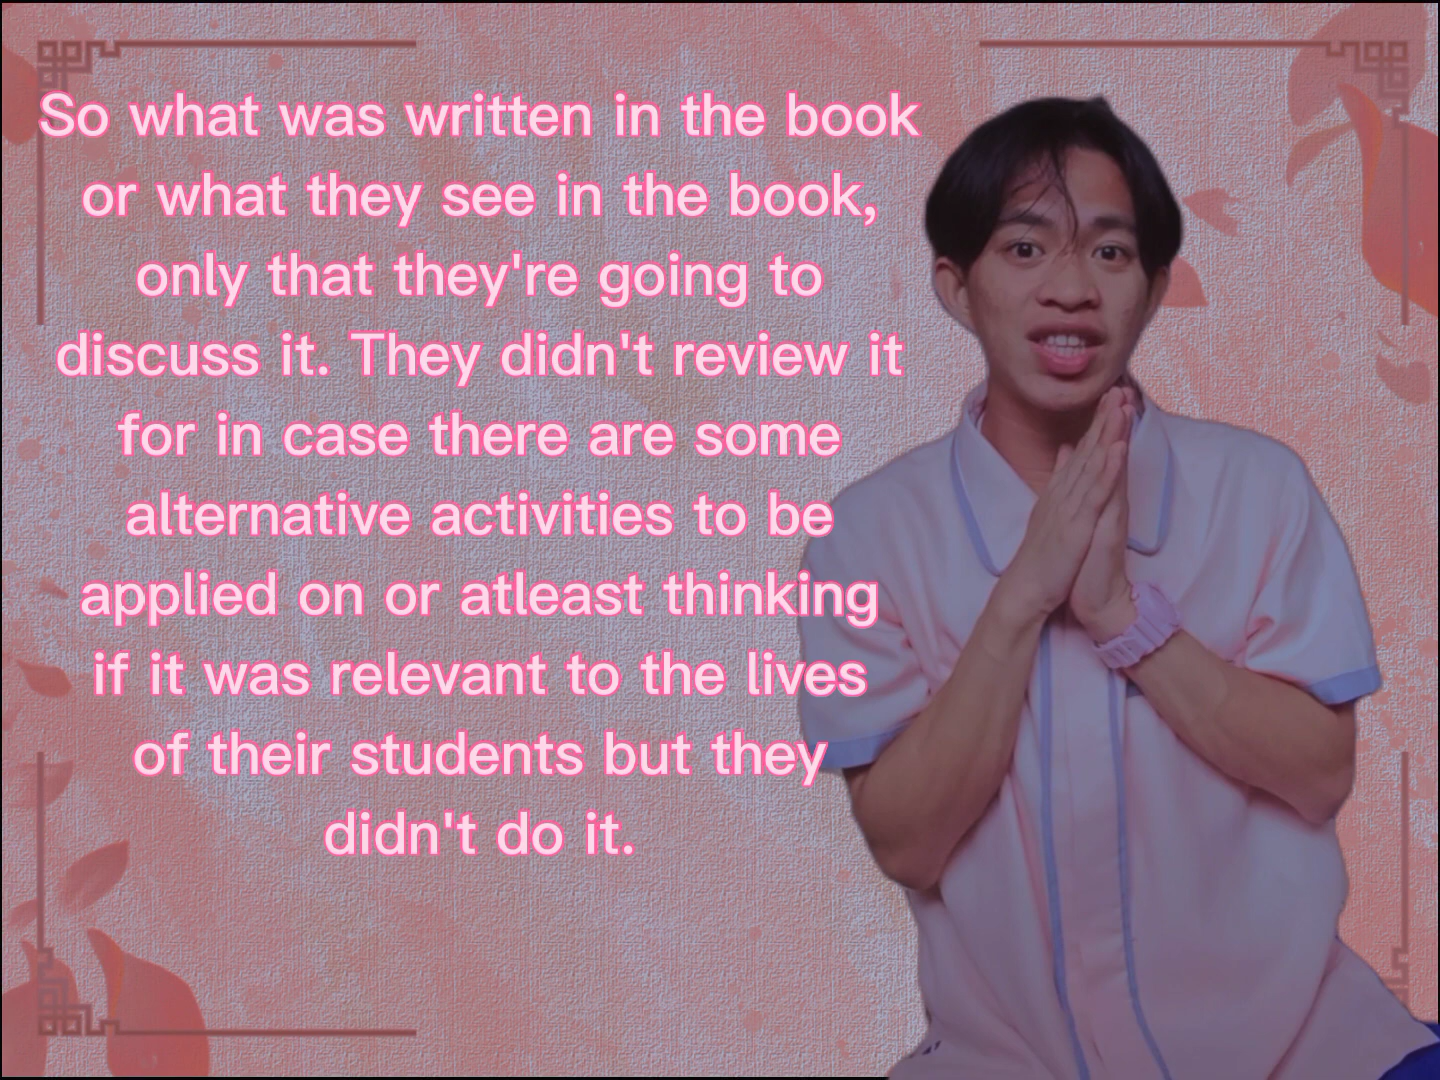 So what was written in the book
or what they see in the book,
only that they're going to
discuss it. They didn't review it
for in case there are some
alternative activities to be
applied on or atleast thinking
if it was relevant to the lives
of their students but they
didn't do it.